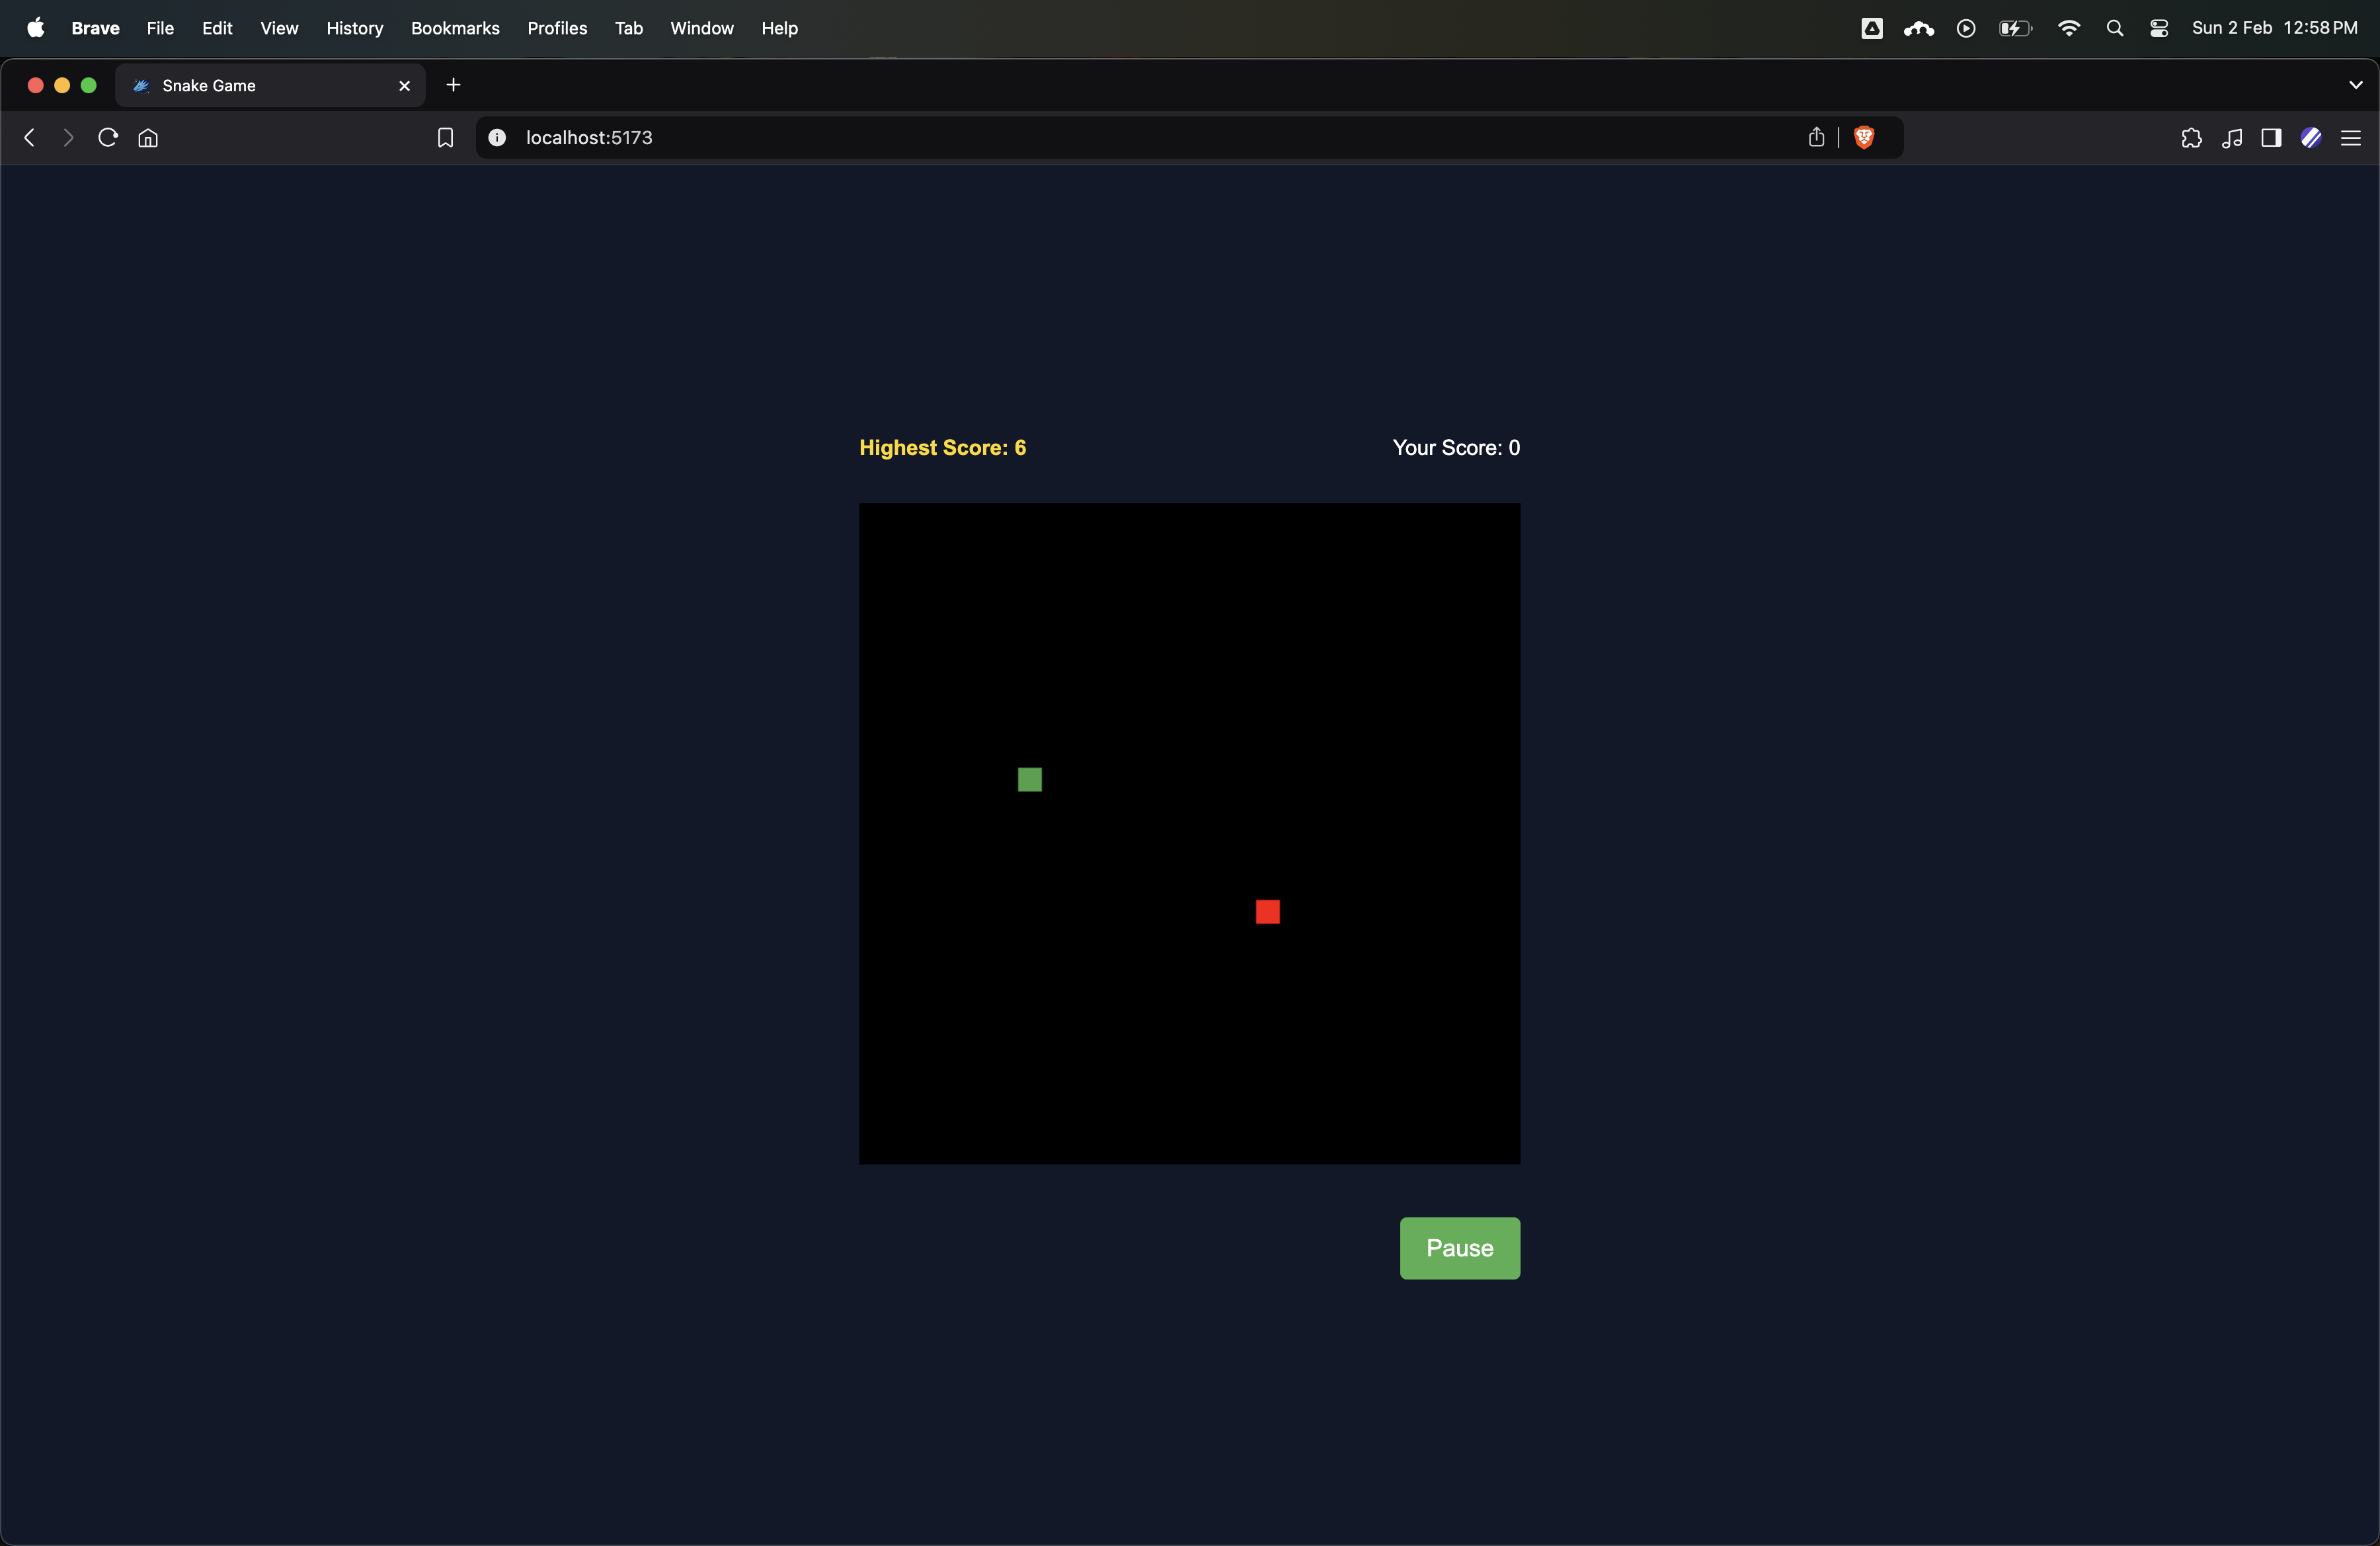 Brave File Edit View History Bookmarks Profiles Tab Window Help Sun 2 Feb 12:58 PM
Snake Game
localhost:5173
Highest Score: 6 Your Score: 0
Pause